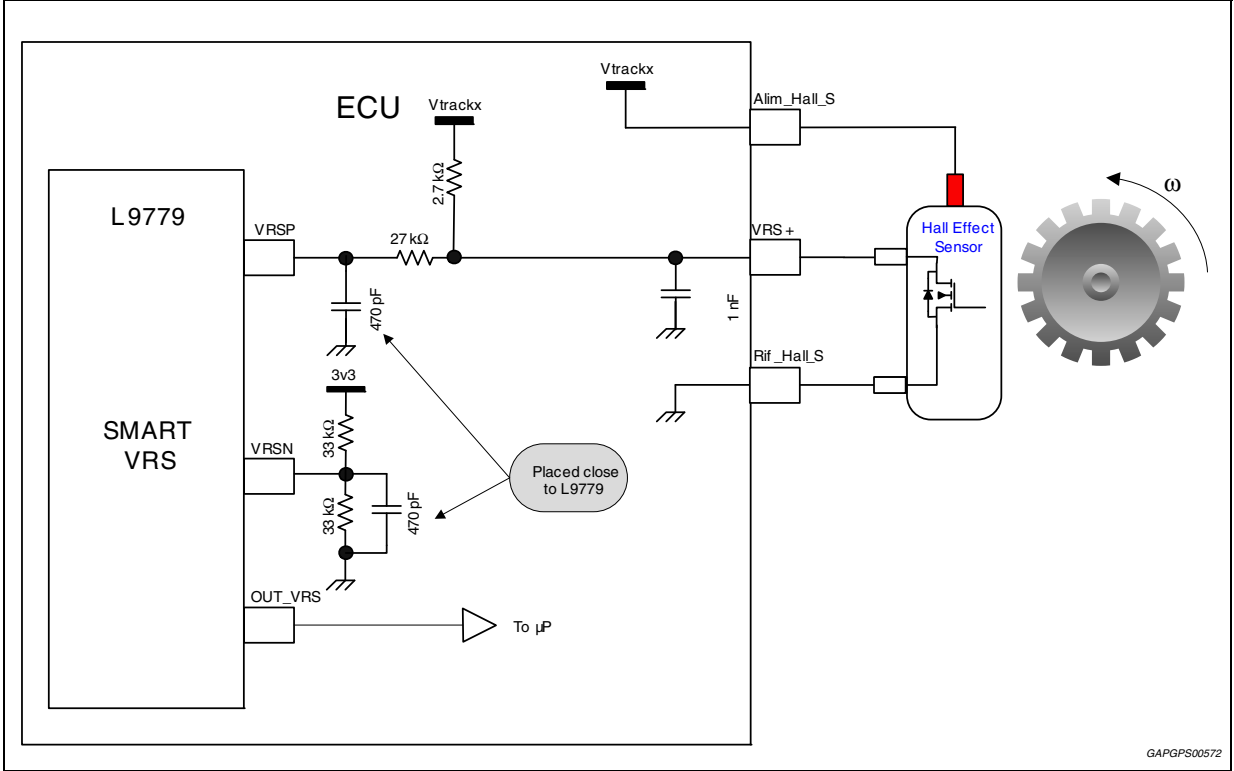 ECU
Vtrackx
Vtrackx
Alim_Hall_S
2.7 kΩ
ω
L9779
VRSP
27 kΩ
VRS +
Hall Effect
Sensor
470 pF
1 nF
3v3
Rif_Hall_S
SMART
VRS
33 kΩ
VRSN
Placed close
to L9779
33 kΩ
470 pF
OUT_VRS
To µP
GAPGPS00572